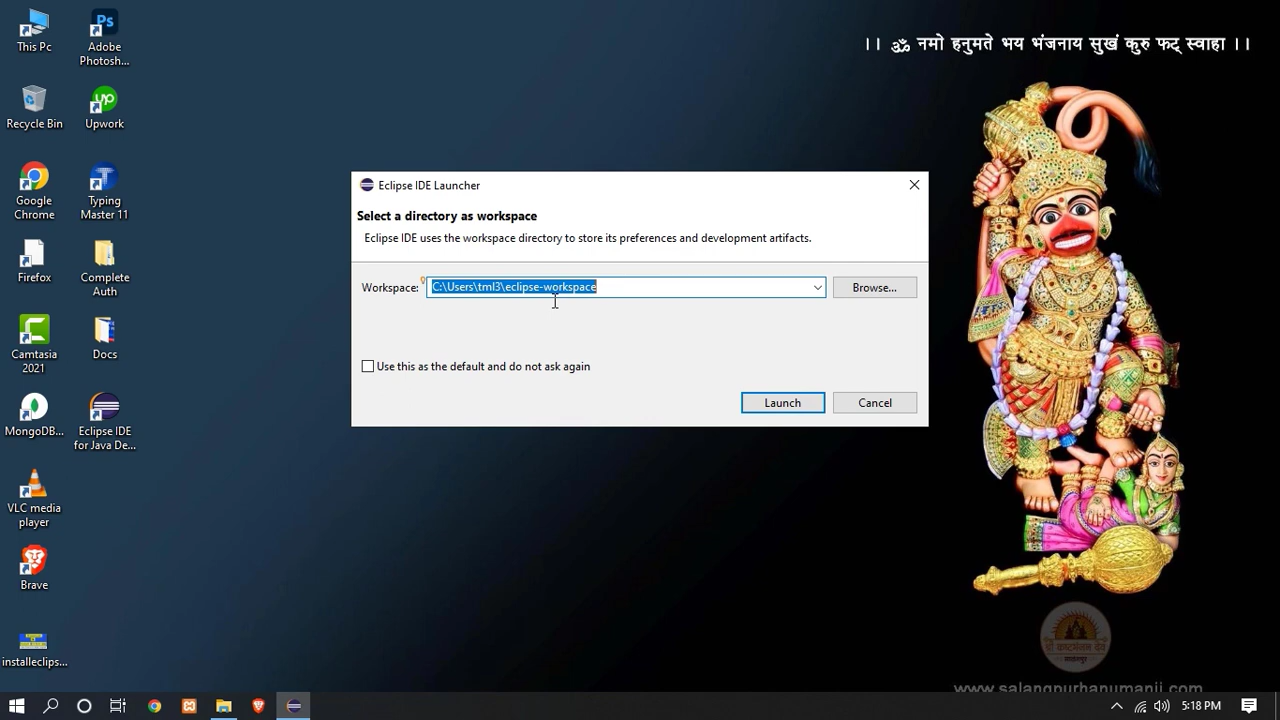 This Pc
Adobe
Photosh...
Recycle Bin
Upwork
Google
Chrome
Typing
Master 11
Firefox
Complete
Auth
Camtasia
2021
Docs
MongoDB...
Eclipse IDE
for Java De...
VLC media
player
Brave
installeclips...
।। ॐ नमो हनुमते भय भंजनाय सुखं कुरु फट् स्वाहा ।।
Eclipse IDE Launcher
Select a directory as workspace
Eclipse IDE uses the workspace directory to store its preferences and development artifacts.
Workspace: C:\Users\tml3\eclipse-workspace Browse...
Use this as the default and do not ask again
Launch Cancel
www.salangpurhanumanji.com
5:18 PM